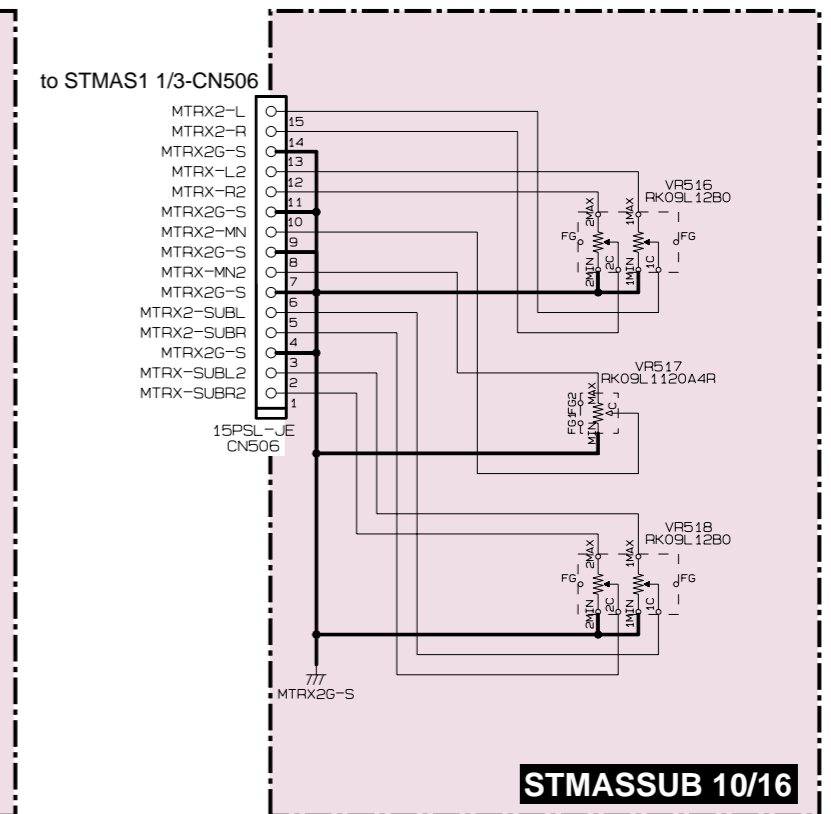 to STMAS1 1/3-CN506
MTRX2-L
15
MTRX2-R
14
MTRX2G-S
13
MTRX-L2
12
MTRX-R2
11
MTRX2G-S
10
MTRX2-MN
9
MTRX2G-S
8
MTRX-MN2
7
MTRX2G-S
6
MTRX2-SUBL
5
MTRX2-SUBR
4
MTRX2G-S
3
MTRX-SUBL2
2
MTRX-SUBR2
1
15PSL-JE
CN506
VR516
RK09L12B0
2MAX
1MAX
FG
FG
2MIN
2C
1MIN
1C
VR517
RK09L1120A4R
MAX
FG2
FG1
C
MIN
VR518
RK09L12B0
2MAX
1MAX
FG
FG
2MIN
2C
1MIN
1C
MTRX2G-S
STMASSUB 10/16